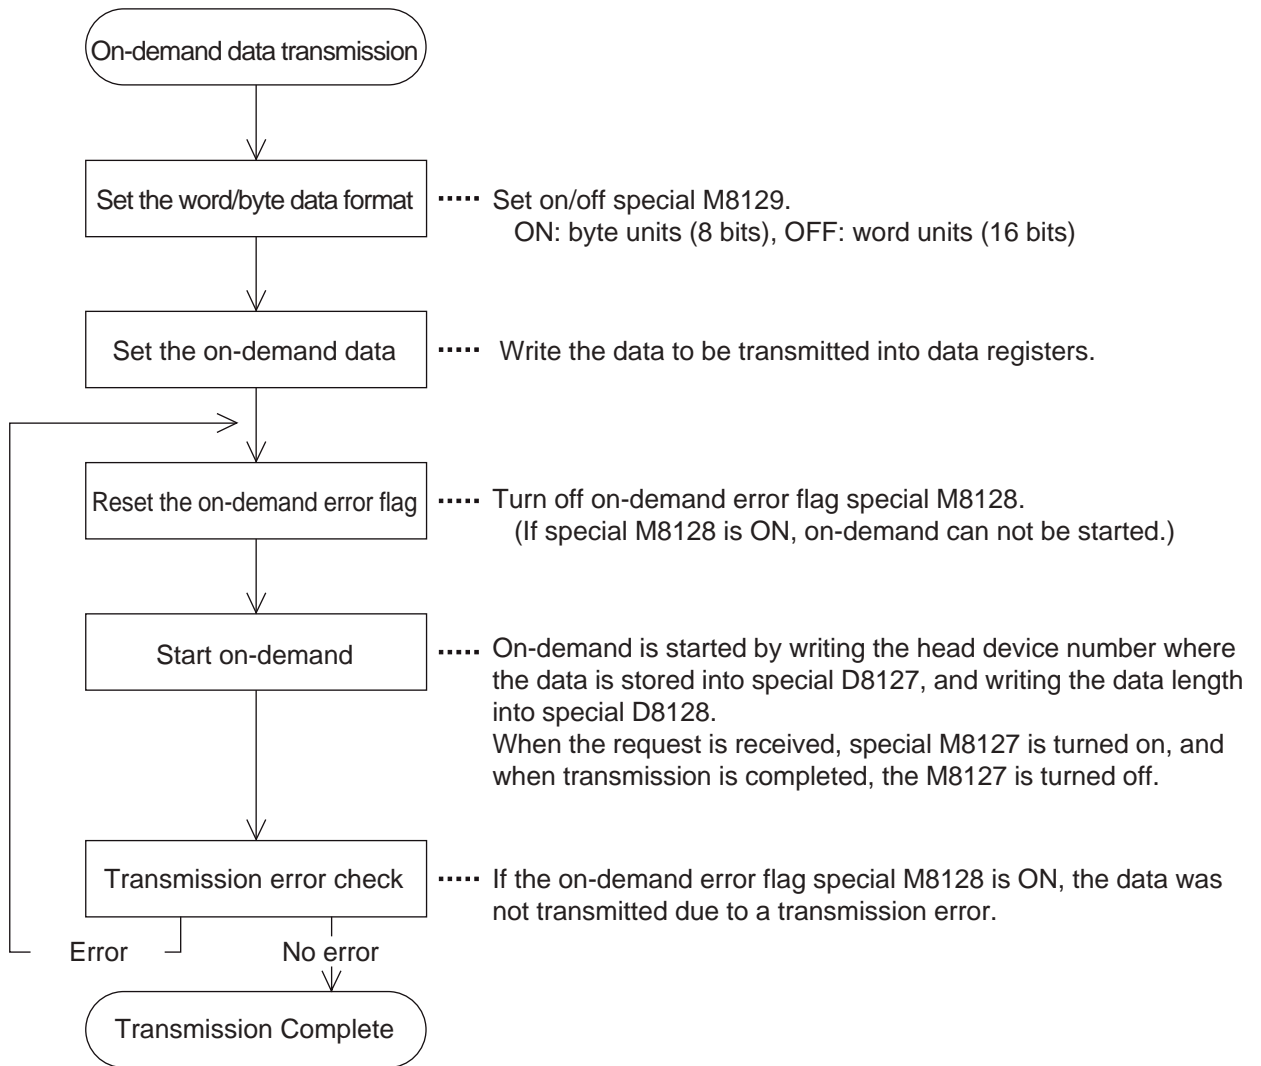 On-demand data transmission
Set the word/byte data format
Set on/off special M8129.
ON: byte units (8 bits), OFF: word units (16 bits)
Set the on-demand data
Write the data to be transmitted into data registers.
Reset the on-demand error flag
Turn off on-demand error flag special M8128.
(If special M8128 is ON, on-demand can not be started.)
Start on-demand
On-demand is started by writing the head device number where
the data is stored into special D8127, and writing the data length
into special D8128.
When the request is received, special M8127 is turned on, and
when transmission is completed, the M8127 is turned off.
Transmission error check
If the on-demand error flag special M8128 is ON, the data was
not transmitted due to a transmission error.
Error
No error
Transmission Complete